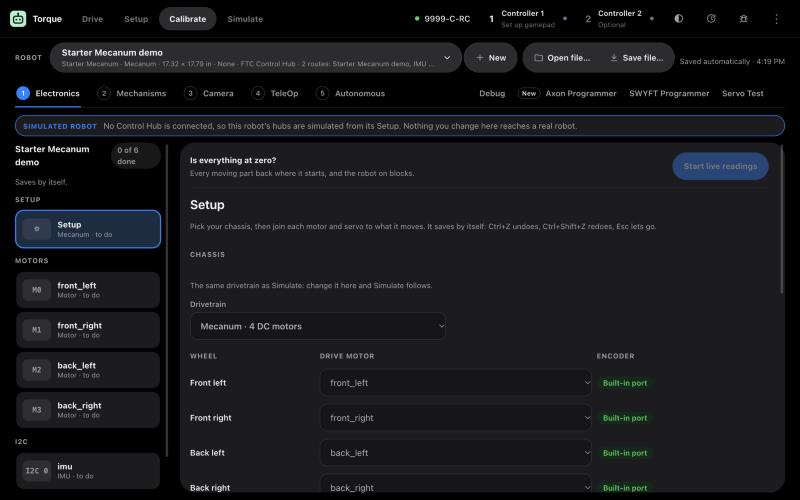 Torque
Drive
Setup
Calibrate
Simulate
9999-C-RC
1
Controller 1
Set up gamepad
2
Controller 2
Optional
ROBOT
Starter Mecanum demo
Starter Mecanum · Mecanum · 17.32 × 17.79 in · None · FTC Control Hub · 2 routes: Starter Mecanum demo, IMU ...
New
Open file...
Save file...
Saved automatically · 4:19 PM
1 Electronics
2 Mechanisms
3 Camera
4 TeleOp
5 Autonomous
Debug
New Axon Programmer
SWYFT Programmer
Servo Test
SIMULATED ROBOT No Control Hub is connected, so this robot's hubs are simulated from its Setup. Nothing you change here reaches a real robot.
Starter Mecanum
demo
0 of 6
done
Saves by itself.
SETUP
Setup
Mecanum · to do
MOTORS
M0
front_left
Motor · to do
M1
front_right
Motor · to do
M2
back_left
Motor · to do
M3
back_right
Motor · to do
I2C
I2C 0
imu
IMU · to do
Is everything at zero?
Every moving part back where it starts, and the robot on blocks.
Start live readings
Setup
Pick your chassis, then join each motor and servo to what it moves. It saves by itself: Ctrl+Z undoes, Ctrl+Shift+Z redoes, Esc lets go.
CHASSIS
The same drivetrain as Simulate: change it here and Simulate follows.
Drivetrain
Mecanum · 4 DC motors
WHEEL DRIVE MOTOR ENCODER
Front left front_left Built-in port
Front right front_right Built-in port
Back left back_left Built-in port
Back right back_right Built-in port